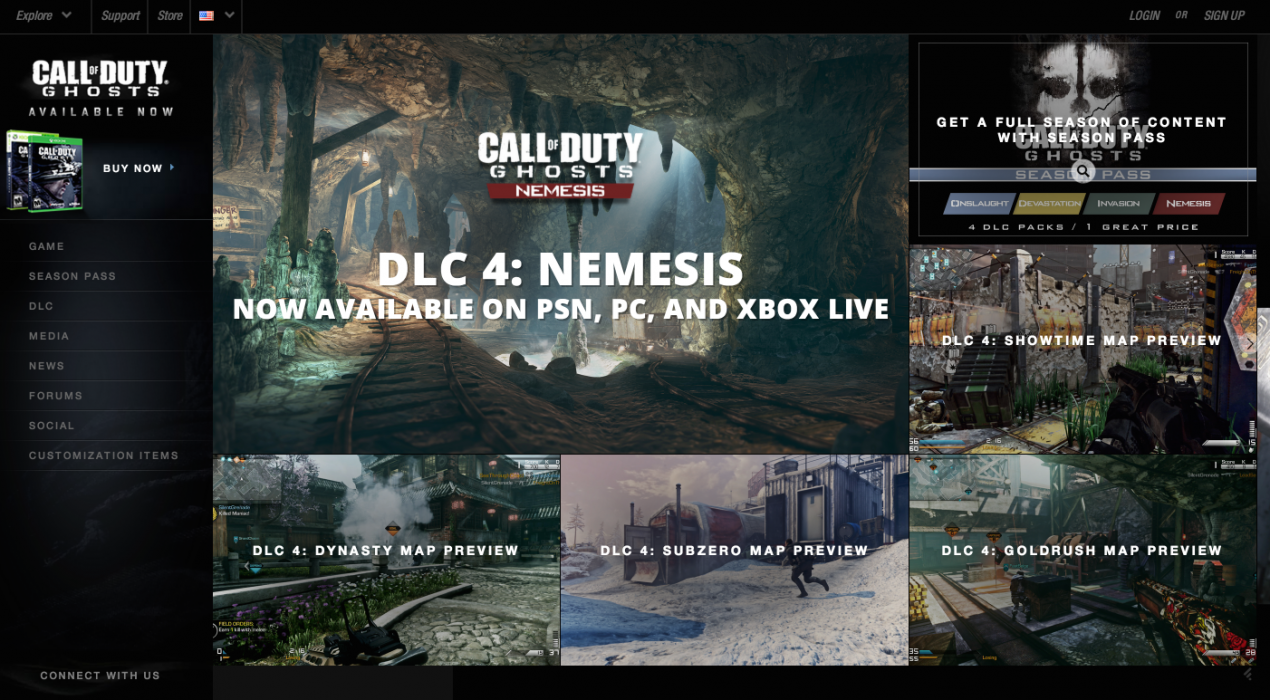 Explore
Support
Store
LOGIN OR SIGN UP
CALL OF DUTY
GHOSTS
AVAILABLE NOW
BUY NOW
GAME
SEASON PASS
DLC
MEDIA
NEWS
FORUMS
SOCIAL
CUSTOMIZATION ITEMS
CONNECT WITH US
CALL OF DUTY
GHOSTS
NEMESIS
DLC 4: NEMESIS
NOW AVAILABLE ON PSN, PC, AND XBOX LIVE
GET A FULL SEASON OF CONTENT
WITH SEASON PASS
CALL OF DUTY
GHOSTS
SEASON PASS
ONSLAUGHT DEVASTATION INVASION NEMESIS
4 DLC PACKS / 1 GREAT PRICE
DLC 4: SHOWTIME MAP PREVIEW
DLC 4: DYNASTY MAP PREVIEW
FIELD ORDERS:
DLC 4: SUBZERO MAP PREVIEW
DLC 4: GOLDRUSH MAP PREVIEW